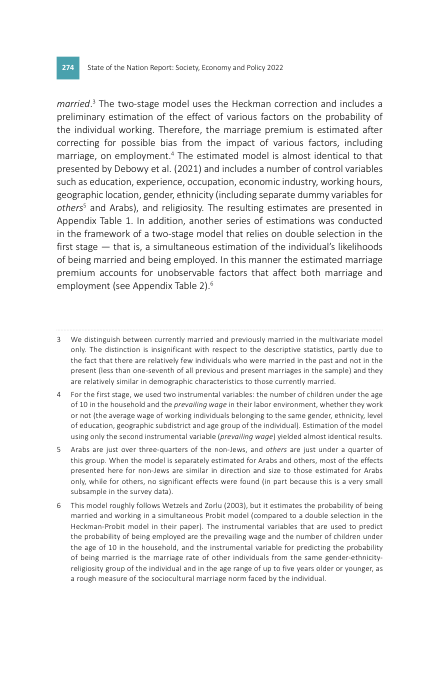 274 State of the Nation Report: Society, Economy and Policy 2022
married.³ The two-stage model uses the Heckman correction and includes a
preliminary estimation of the effect of various factors on the probability of
the individual working. Therefore, the marriage premium is estimated after
correcting for possible bias from the impact of various factors, including
marriage, on employment.⁴ The estimated model is almost identical to that
presented by Debowy et al. (2021) and includes a number of control variables
such as education, experience, occupation, economic industry, working hours,
geographic location, gender, ethnicity (including separate dummy variables for
others⁵ and Arabs), and religiosity. The resulting estimates are presented in
Appendix Table 1. In addition, another series of estimations was conducted
in the framework of a two-stage model that relies on double selection in the
first stage — that is, a simultaneous estimation of the individual's likelihoods
of being married and being employed. In this manner the estimated marriage
premium accounts for unobservable factors that affect both marriage and
employment (see Appendix Table 2).⁶
3 We distinguish between currently married and previously married in the multivariate model
only. The distinction is insignificant with respect to the descriptive statistics, partly due to
the fact that there are relatively few individuals who were married in the past and not in the
present (less than one-seventh of all previous and present marriages in the sample) and they
are relatively similar in demographic characteristics to those currently married.
4 For the first stage, we used two instrumental variables: the number of children under the age
of 10 in the household and the prevailing wage in their labor environment, whether they work
or not (the average wage of working individuals belonging to the same gender, ethnicity, level
of education, geographic subdistrict and age group of the individual). Estimation of the model
using only the second instrumental variable (prevailing wage) yielded almost identical results.
5 Arabs are just over three-quarters of the non-Jews, and others are just under a quarter of
this group. When the model is separately estimated for Arabs and others, most of the effects
presented here for non-Jews are similar in direction and size to those estimated for Arabs
only, while for others, no significant effects were found (in part because this is a very small
subsample in the survey data).
6 This model roughly follows Wetzels and Zorlu (2003), but it estimates the probability of being
married and working in a simultaneous Probit model (compared to a double selection in the
Heckman-Probit model in their paper). The instrumental variables that are used to predict
the probability of being employed are the prevailing wage and the number of children under
the age of 10 in the household, and the instrumental variable for predicting the probability
of being married is the marriage rate of other individuals from the same gender-ethnicity-
religiosity group of the individual and in the age range of up to five years older or younger, as
a rough measure of the sociocultural marriage norm faced by the individual.